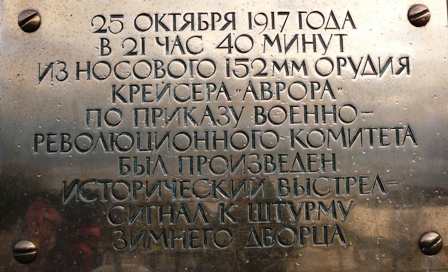 25 ОКТЯБРЯ 1917 ГОДА
В 21 ЧАС 40 МИНУТ
ИЗ НОСОВОГО 152ММ ОРУДИЯ
КРЕЙСЕРА "АВРОРА"
ПО ПРИКАЗУ ВОЕННО-
РЕВОЛЮЦИОННОГО·КОМИТЕТА
БЫЛ ПРОИЗВЕДЕН
ИСТОРИЧЕСКИЙ ВЫСТРЕЛ-
СИГНАЛ К ШТУРМУ
ЗИМНЕГО ДВОРЦА